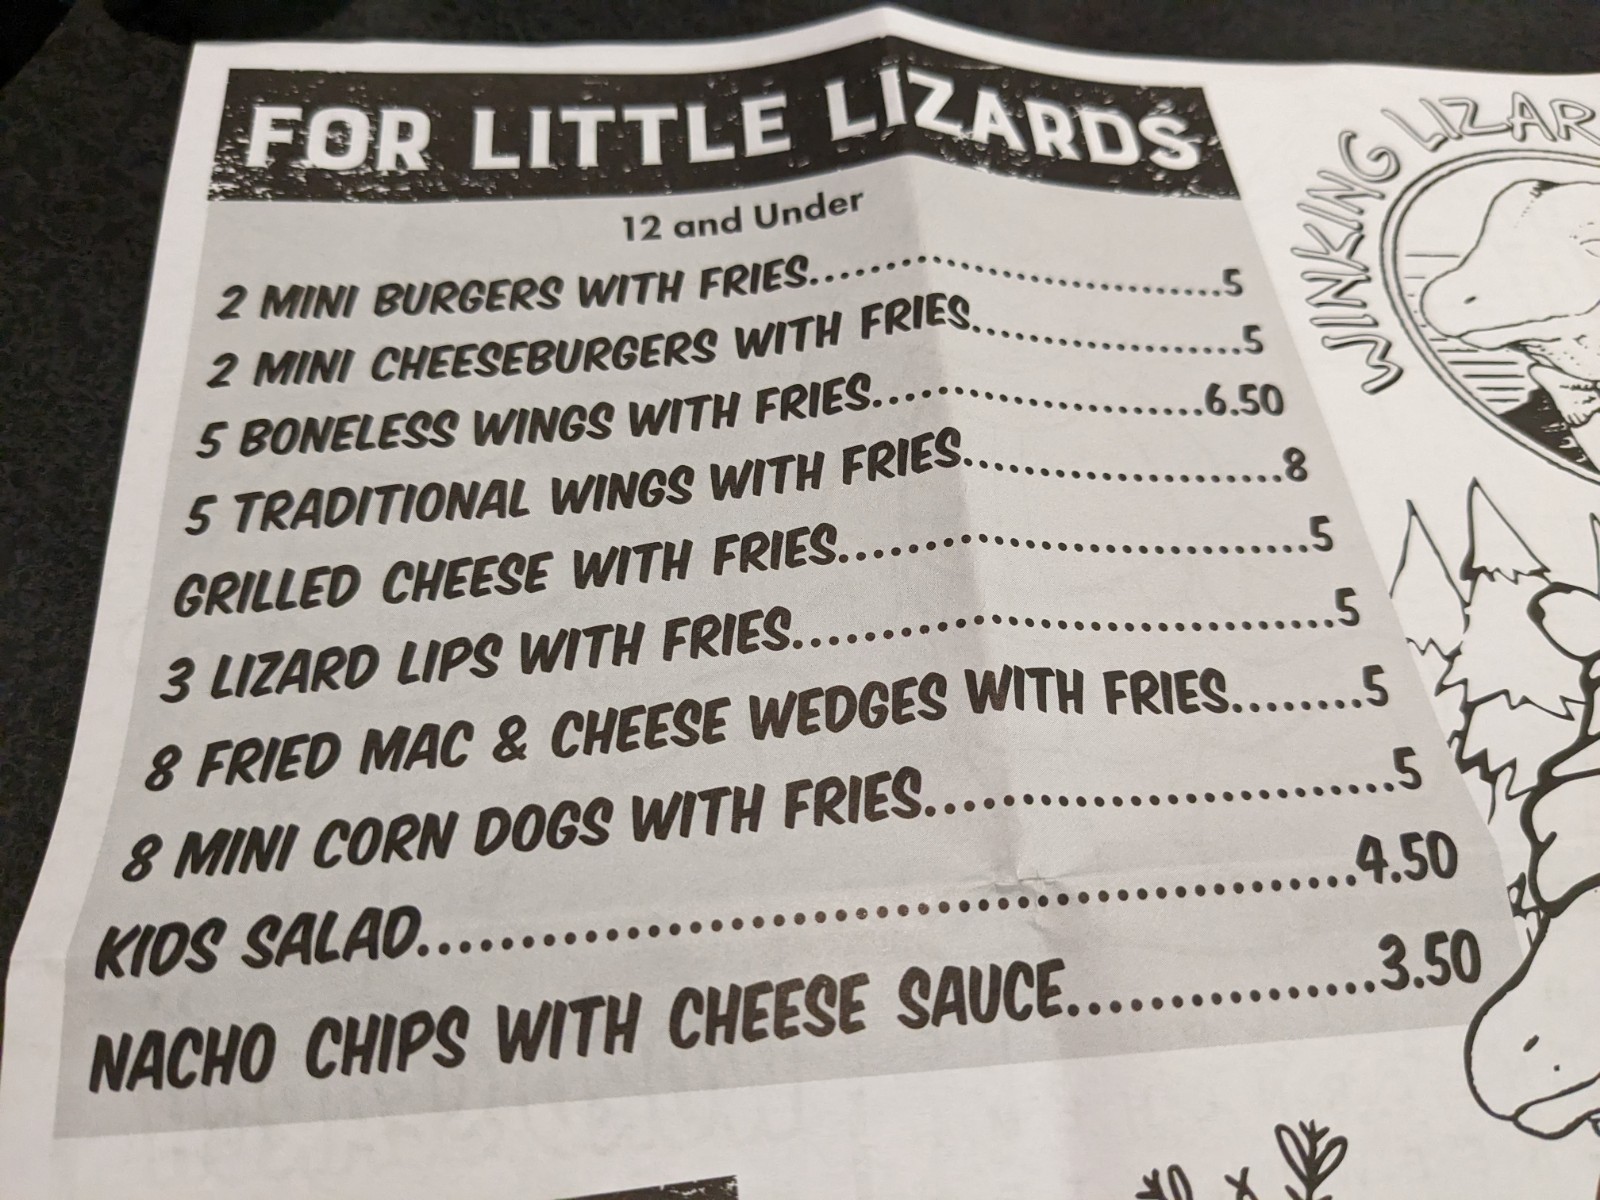 FOR LITTLE LIZARDS
12 and Under
2 MINI BURGERS WITH FRIES..............................5
2 MINI CHEESEBURGERS WITH FRIES....................5
5 BONELESS WINGS WITH FRIES........................6.50
5 TRADITIONAL WINGS WITH FRIES......................8
GRILLED CHEESE WITH FRIES..............................5
3 LIZARD LIPS WITH FRIES..................................5
8 FRIED MAC & CHEESE WEDGES WITH FRIES........5
8 MINI CORN DOGS WITH FRIES..........................5
KIDS SALAD....................................................4.50
NACHO CHIPS WITH CHEESE SAUCE................3.50
WINKING LIZAR